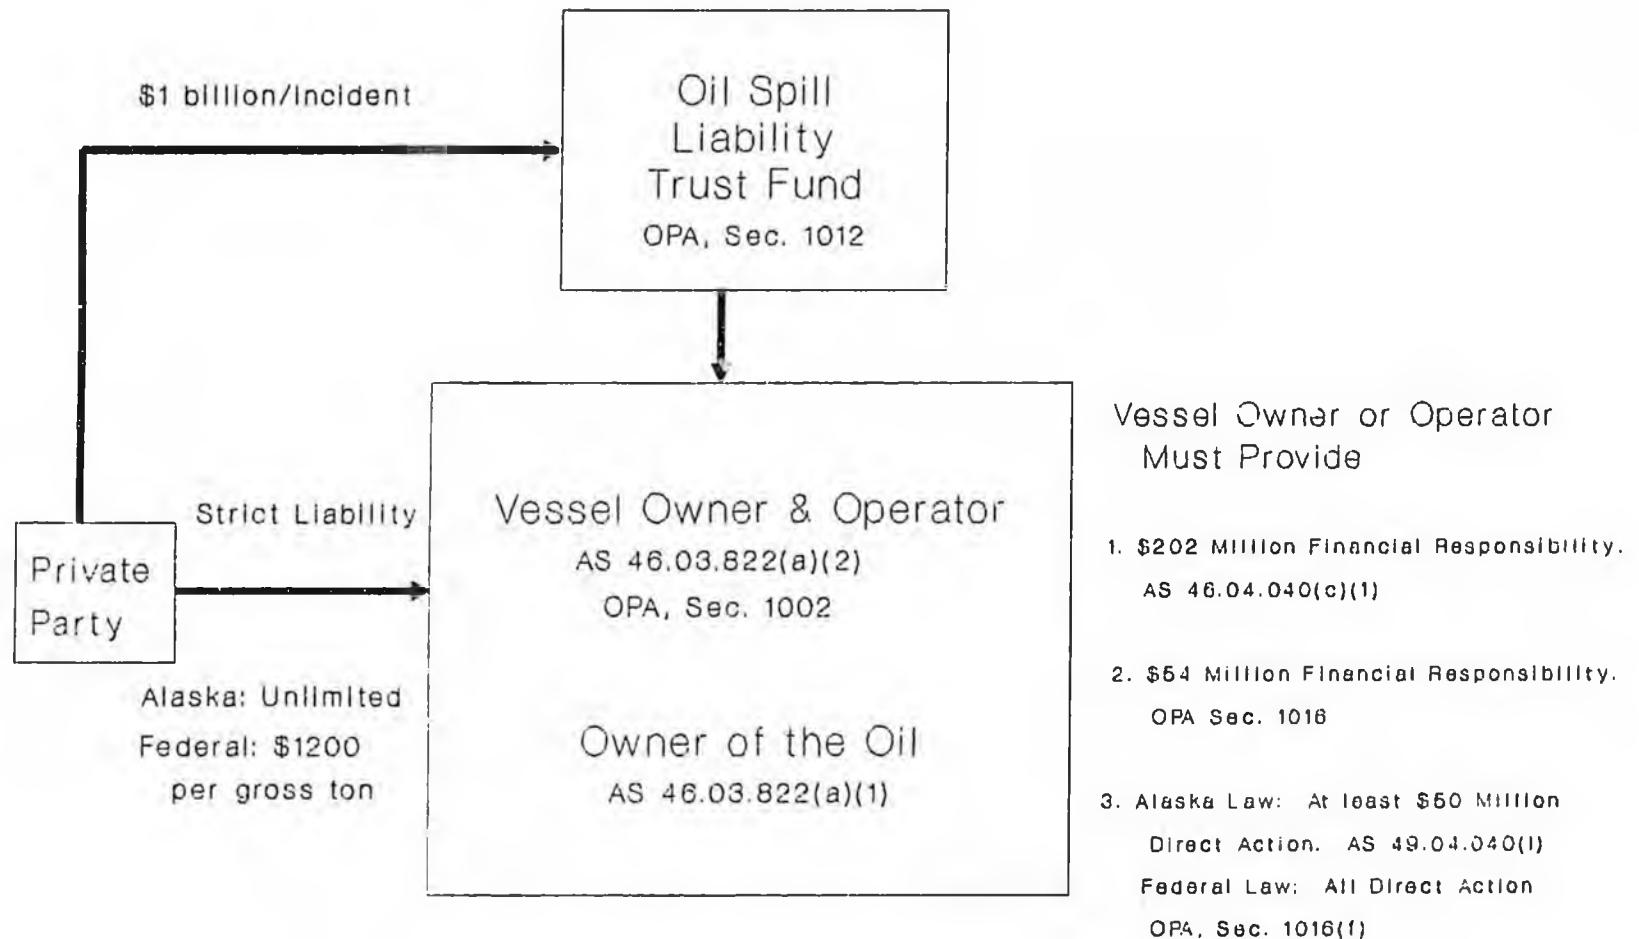 $1 billion/Incident
Oil Spill
Liability
Trust Fund
OPA, Sec. 1012
Strict Liability
Private
Party
Alaska: Unlimited
Federal: $1200
per gross ton
Vessel Owner & Operator
AS 46.03.822(a)(2)
OPA, Sec. 1002
Owner of the Oil
AS 46.03.822(a)(1)
Vessel Owner or Operator
Must Provide
1. $202 Million Financial Responsibility.
AS 46.04.040(c)(1)
2. $54 Million Financial Responsibility.
OPA Sec. 1016
3. Alaska Law: At least $50 Million
Direct Action. AS 49.04.040(l)
Federal Law: All Direct Action
OPA, Sec. 1016(f)